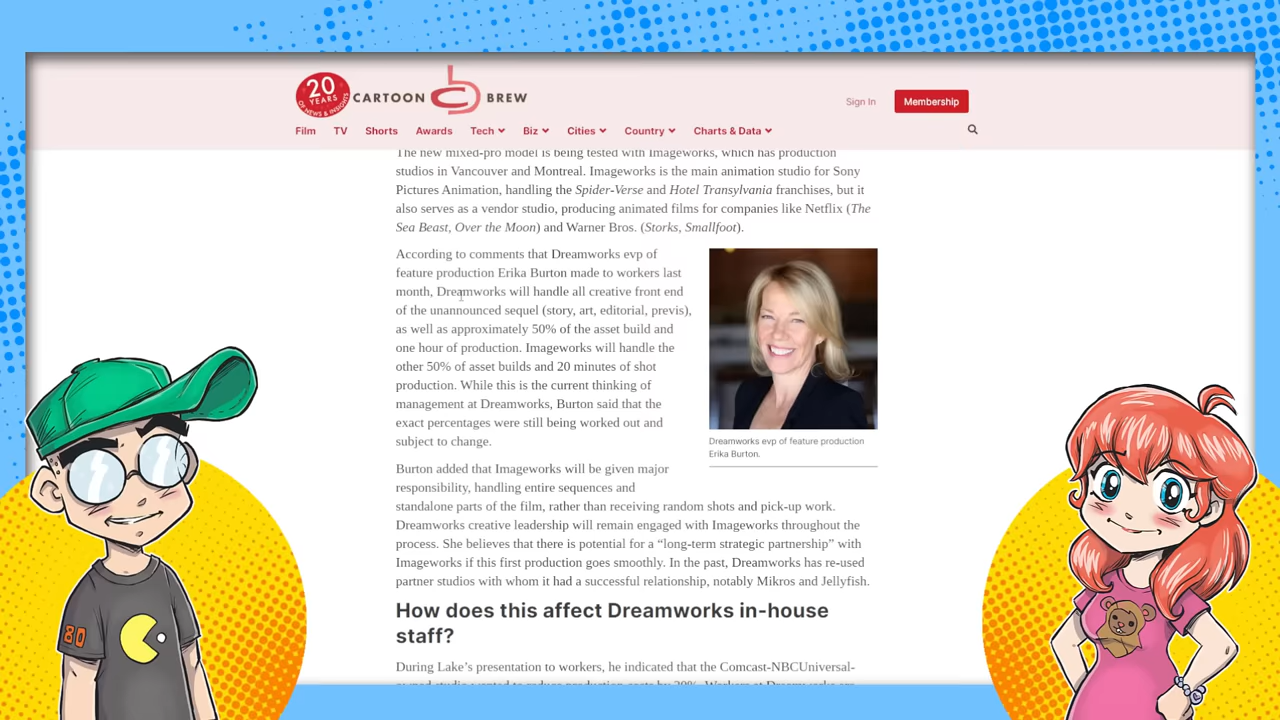 20
YEARS
OF NEWS & INSIGHTS
CARTOON BREW
Sign In
Membership
Film TV Shorts Awards Tech Biz Cities Country Charts & Data
The new mixed-pro model is being tested with Imageworks, which has production
studios in Vancouver and Montreal. Imageworks is the main animation studio for Sony
Pictures Animation, handling the Spider-Verse and Hotel Transylvania franchises, but it
also serves as a vendor studio, producing animated films for companies like Netflix (The
Sea Beast, Over the Moon) and Warner Bros. (Storks, Smallfoot).
According to comments that Dreamworks evp of
feature production Erika Burton made to workers last
month, Dreamworks will handle all creative front end
of the unannounced sequel (story, art, editorial, previs),
as well as approximately 50% of the asset build and
one hour of production. Imageworks will handle the
other 50% of asset builds and 20 minutes of shot
production. While this is the current thinking of
management at Dreamworks, Burton said that the
exact percentages were still being worked out and
subject to change.
Dreamworks evp of feature production
Erika Burton.
Burton added that Imageworks will be given major
responsibility, handling entire sequences and
standalone parts of the film, rather than receiving random shots and pick-up work.
Dreamworks creative leadership will remain engaged with Imageworks throughout the
process. She believes that there is potential for a “long-term strategic partnership” with
Imageworks if this first production goes smoothly. In the past, Dreamworks has re-used
partner studios with whom it had a successful relationship, notably Mikros and Jellyfish.
How does this affect Dreamworks in-house
staff?
During Lake’s presentation to workers, he indicated that the Comcast-NBCUniversal-
80